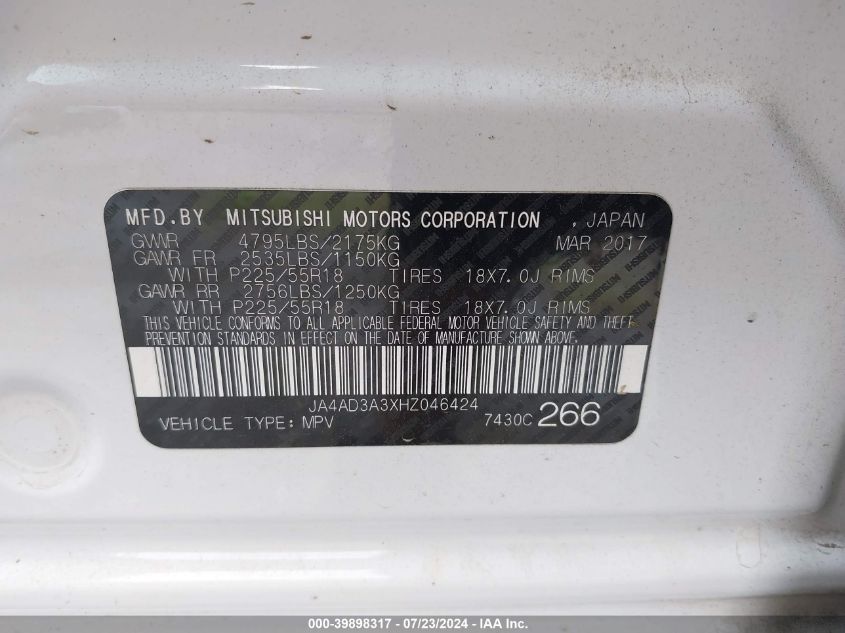 MFD.BY MITSUBISHI MOTORS CORPORATION , JAPAN
GVWR 4795LBS/2175KG MAR 2017
GAWR FR 2535LBS/1150KG
WITH P225/55R18 TIRES 18X7.0J RIMS
GAWR RR 2756LBS/1250KG
WITH P225/55R18 TIRES 18X7.0J RIMS
THIS VEHICLE CONFORMS TO ALL APPLICABLE FEDERAL MOTOR VEHICLE SAFETY AND THEFT
PREVENTION STANDARDS IN EFFECT ON THE DATE OF MANUFACTURE SHOWN ABOVE.
JA4AD3A3XHZ046424
VEHICLE TYPE: MPV 7430C 266
000-39898317 / 07/23/2024 - Copyright © IAA, Inc.